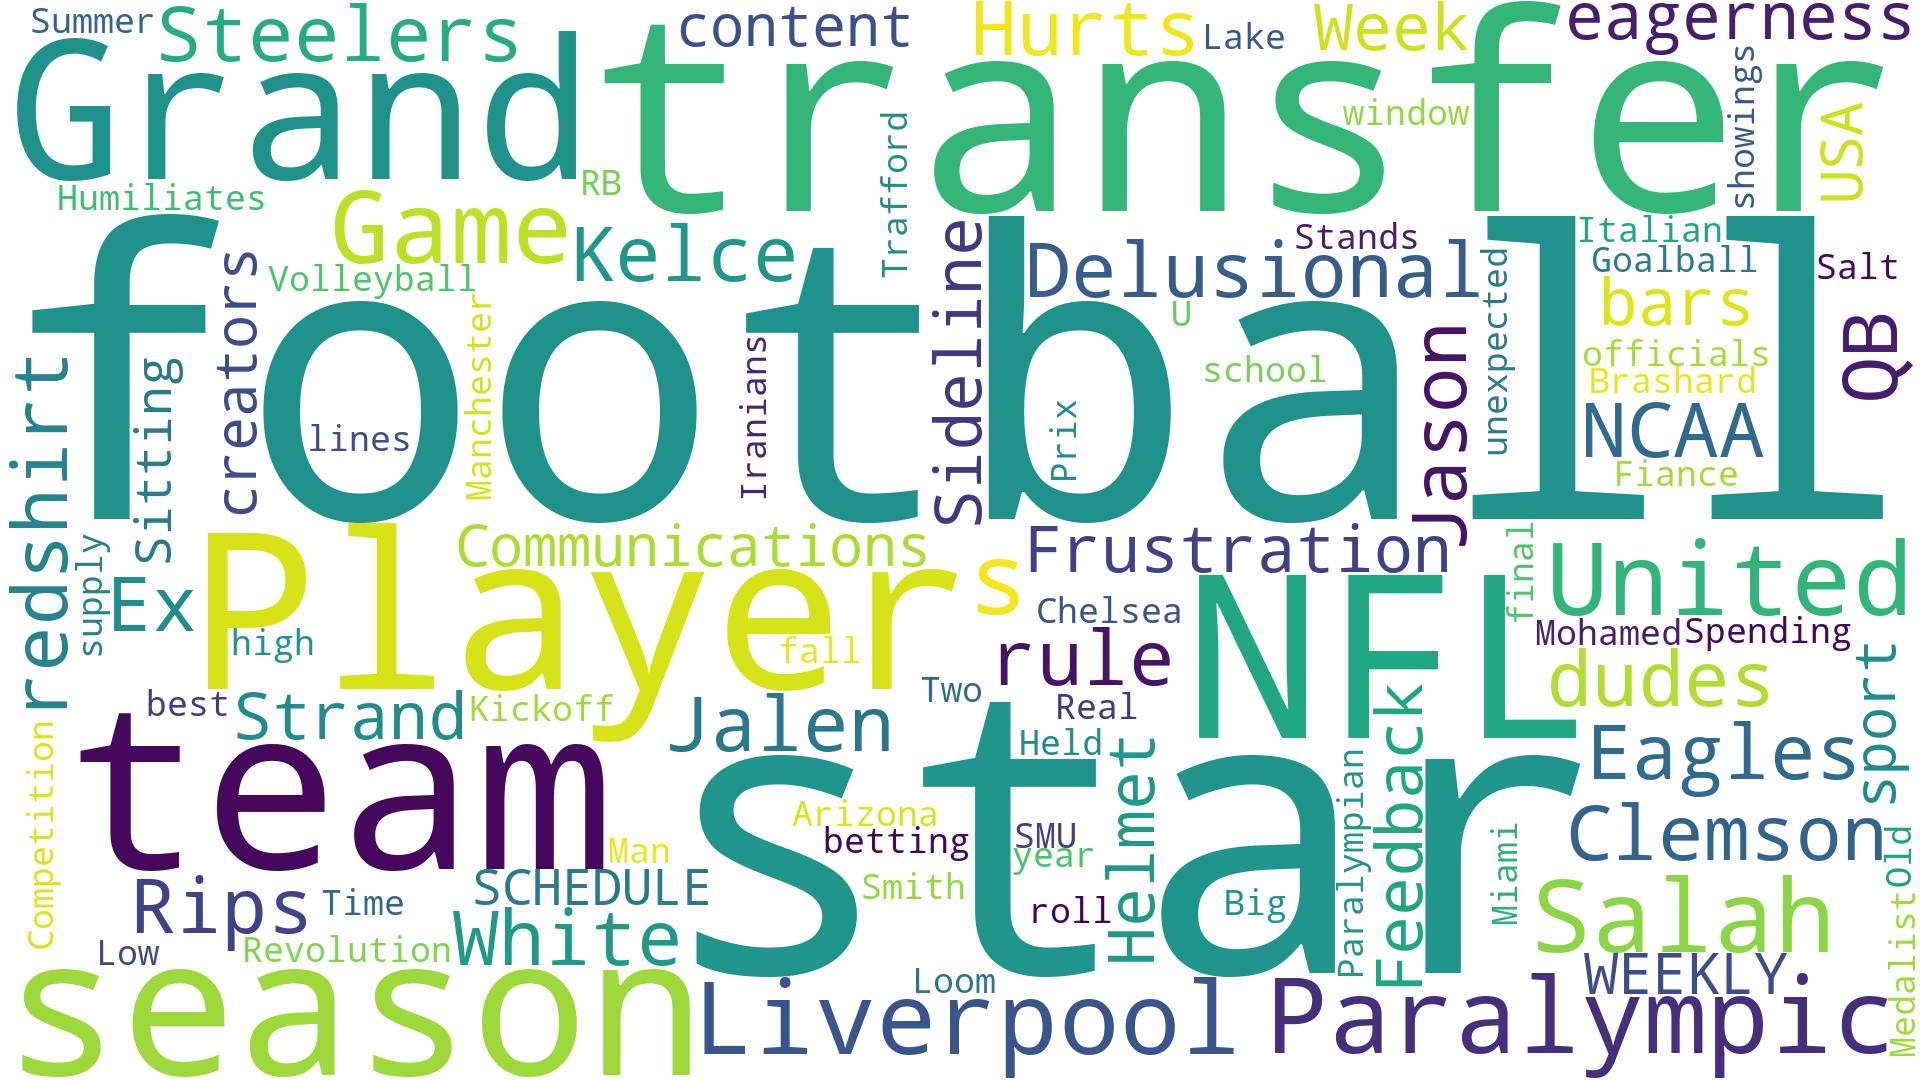 Summer
Steelers
content
Hurts
Lake
Week
eagerness
Grand
transfer
window
showings
USA
Trafford
RB
Humiliates
Game
Kelce
Volleyball
football
creators
Manchester
Iranians
Sideline
Delusional
Stands
U
school
Prix
Jason
unexpected
Italian
Goalball
Salt
bars
officials
Brashard
NCAA
Fiance
QB
lines
Sitting
redshirt
supply
Ex
Player
Communications
s
Frustration
final
United
Chelsea
NFL
Mohamed
Spending
high
fall
rule
dudes
sport
best
Strand
Kickoff
Jalen
Two
Real
Held
Helmet
Feedback
Eagles
team
star
Competition
Arizona
betting
SMU
year
Paralympian
Miami
Clemson
Old
Man
Rips
Time
SCHEDULE
Smith
roll
Big
Salah
Low
Revolution
White
WEEKLY
Medalist
season
Loom
Liverpool
Paralympic